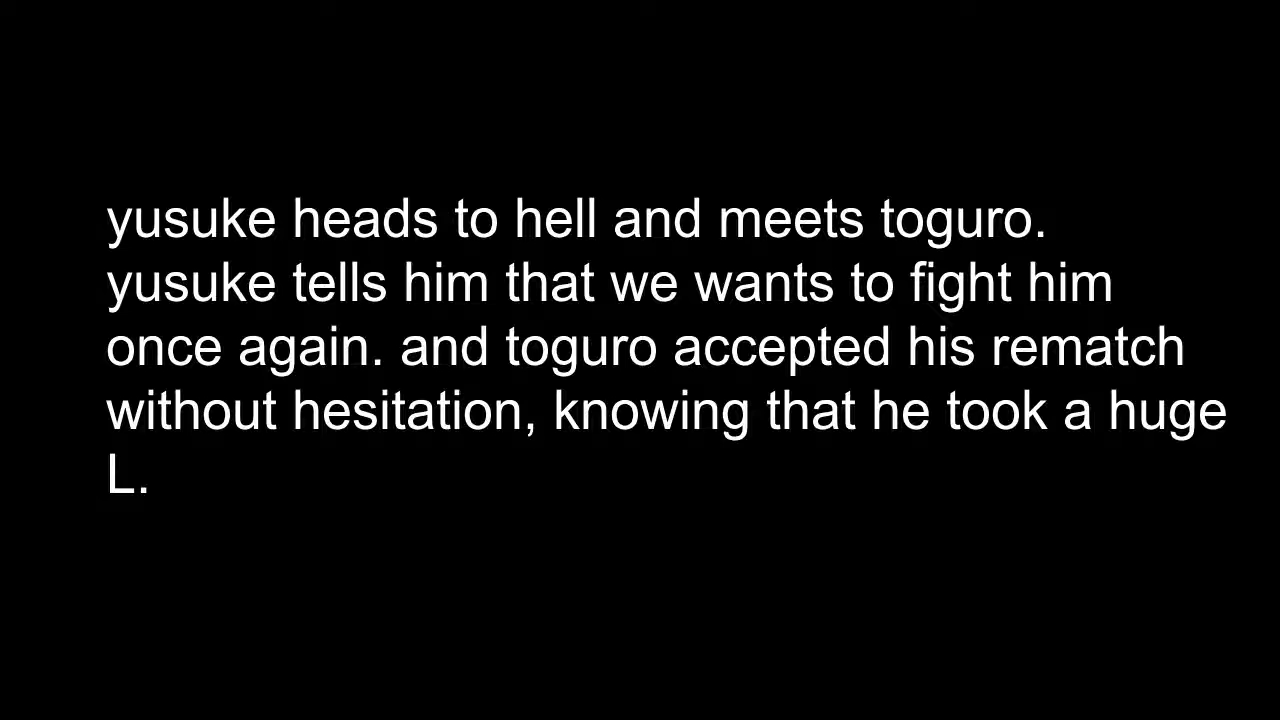 yusuke heads to hell and meets toguro.
yusuke tells him that we wants to fight him
once again. and toguro accepted his rematch
without hesitation, knowing that he took a huge
L.